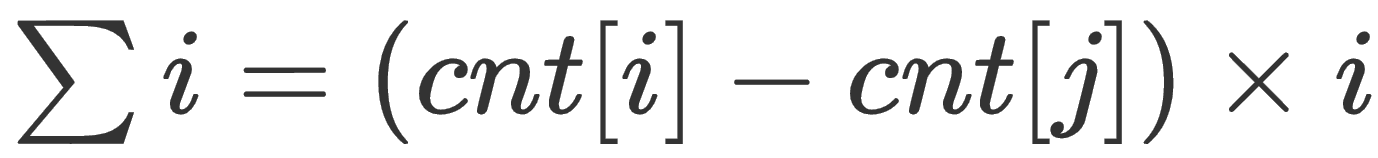 ∑ i = (cnt[i] − cnt[j]) × i